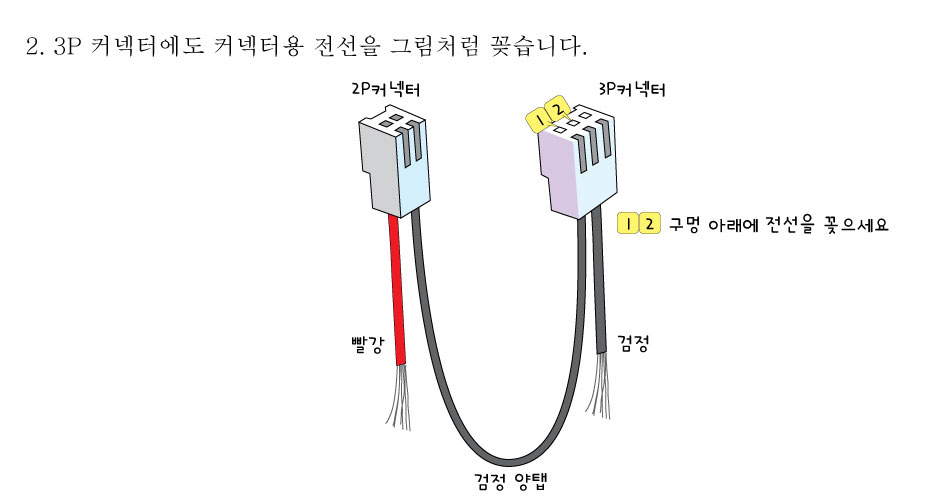 2. 3P 커넥터에도 커넥터용 전선을 그림처럼 꽂습니다.
2P커넥터
3P커넥터
1 2
1 2 구멍 아래에 전선을 꽂으세요
빨강
검정
검정 양탭